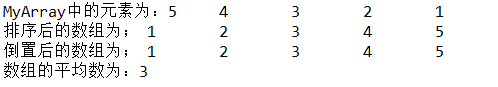 MyArray中的元素为：5 4 3 2 1
排序后的数组为；1 2 3 4 5
倒置后的数组为；1 2 3 4 5
数组的平均数为：3